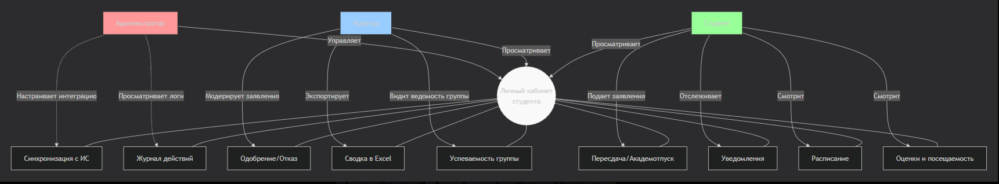 Администратор
Куратор
Студент
Управляет
Просматривает
Просматривает
Настраивает интеграцию
Просматривает логи
Модерирует заявления
Экспортирует
Видит ведомость группы
Личный кабинет
студента
Подает заявления
Отслеживает
Смотрит
Смотрит
Синхронизация с ИС
Журнал действий
Одобрение/Отказ
Сводка в Excel
Успеваемость группы
Пересдача/Академотпуск
Уведомления
Расписание
Оценки и посещаемость